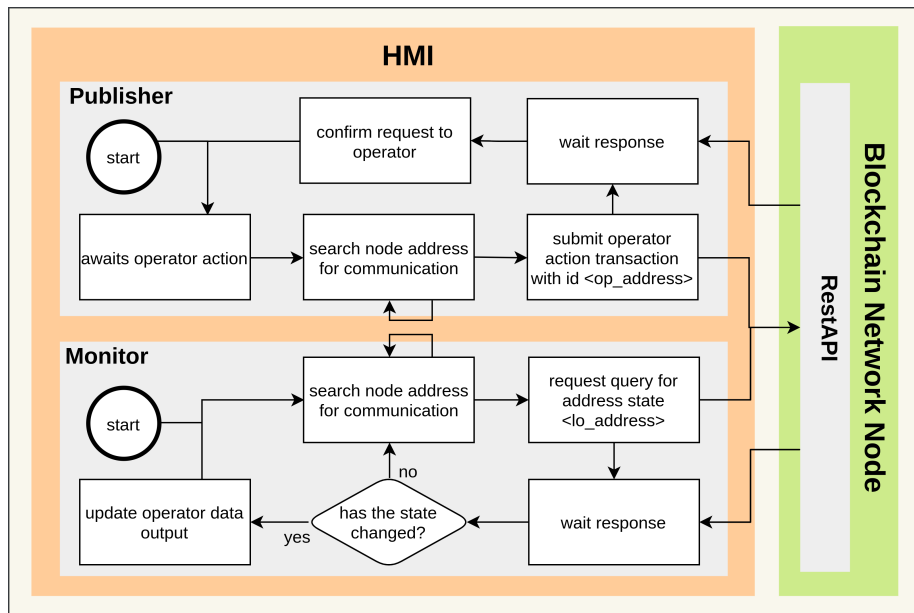 HMI
Publisher
start
confirm request to
operator
wait response
awaits operator action
search node address
for communication
submit operator
action transaction
with id <op_address>
Monitor
start
search node address
for communication
request query for
address state
<lo_address>
no
update operator data
output
yes
has the state
changed?
wait response
RestAPI
Blockchain Network Node